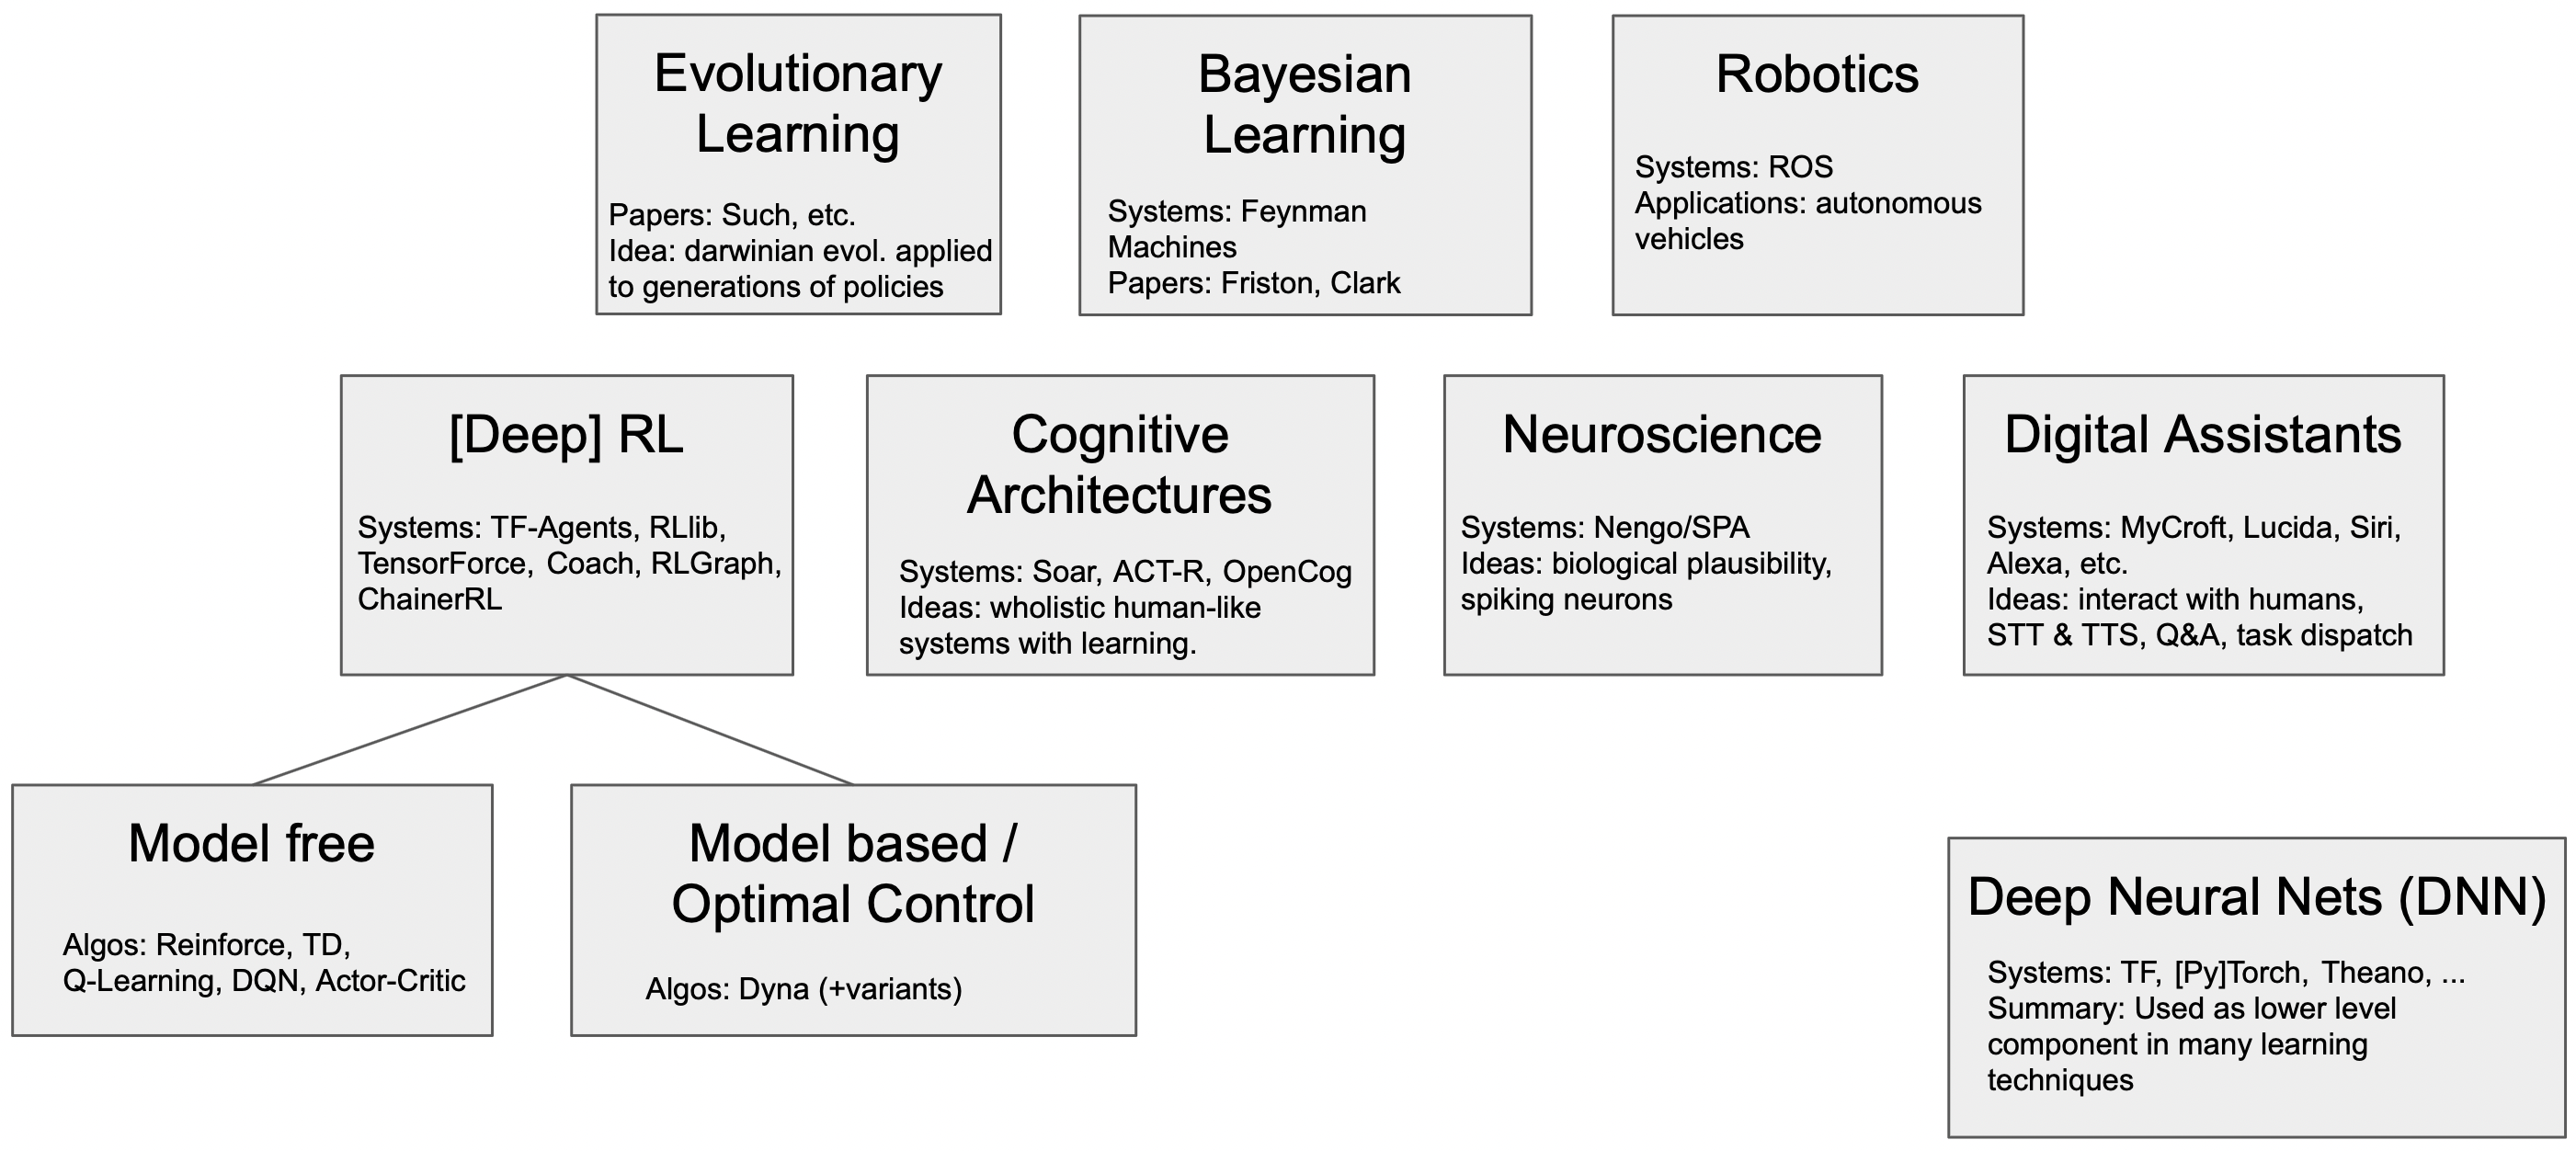 Evolutionary
Learning
Papers: Such, etc.
Idea: darwinian evol. applied
to generations of policies
Bayesian
Learning
Systems: Feynman
Machines
Papers: Friston, Clark
Robotics
Systems: ROS
Applications: autonomous
vehicles
[Deep] RL
Systems: TF-Agents, RLlib,
TensorForce, Coach, RLGraph,
ChainerRL
Cognitive
Architectures
Systems: Soar, ACT-R, OpenCog
Ideas: wholistic human-like
systems with learning.
Neuroscience
Systems: Nengo/SPA
Ideas: biological plausibility,
spiking neurons
Digital Assistants
Systems: MyCroft, Lucida, Siri,
Alexa, etc.
Ideas: interact with humans,
STT & TTS, Q&A, task dispatch
Model free
Algos: Reinforce, TD,
Q-Learning, DQN, Actor-Critic
Model based /
Optimal Control
Algos: Dyna (+variants)
Deep Neural Nets (DNN)
Systems: TF, [Py]Torch, Theano, ...
Summary: Used as lower level
component in many learning
techniques